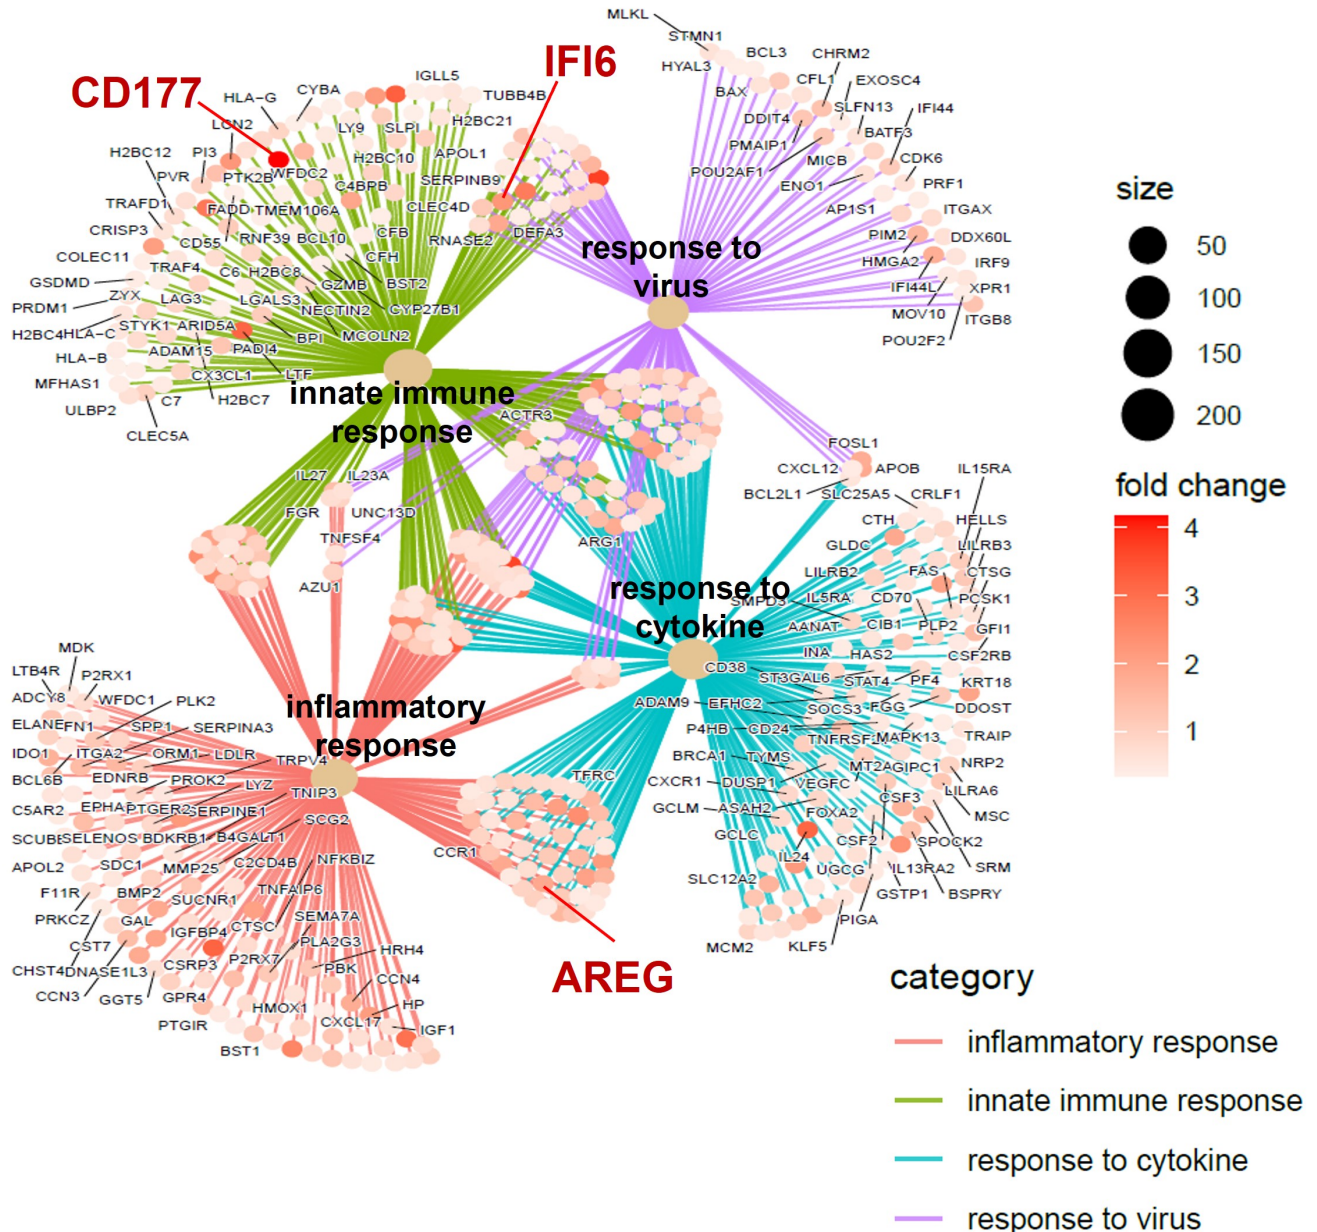 MLKL
STMN1
HYAL3
BCL3
CHRM2
BAX
CFL1
EXOSC4
DDIT4
SLFN13
IFI44
PMAIP1
BATF3
POU2AF1
MICB
CDK6
ENO1
PRF1
AP1S1
ITGAX
PIM2
DDX60L
HMGA2
IRF9
IFI44L
XPR1
MOV10
ITGB8
POU2F2
response to
virus
IFI6
CD177
IGLL5
CYBA
TUBB4B
HLA-G
LCN2
LY9
SLPI
H2BC21
H2BC12
PI3
H2BC10
APOL1
PVR
PTK2B
WFDC2
C4BPB
SERPINB9
TRAFD1
FADD
TMEM106A
CLEC4D
CRISP3
CD55
RNF39
BCL10
CFB
RNASE2
DEFA3
COLEC11
TRAF4
C6
H2BC8
CFH
GSDMD
GZMB
BST2
PRDM1
ZYX
LAG3
LGALS3
NECTIN2
CYP27B1
H2BC4
HLA-C
STYK1
ARID5A
BPI
MCOLN2
HLA-B
ADAM15
PADI4
MFHAS1
CX3CL1
LTF
ULBP2
C7
H2BC7
CLEC5A
innate immune
response
ACTR3
IL27
IL23A
FGR
UNC13D
TNFSF4
AZU1
ARG1
FOSL1
CXCL12
APOB
IL15RA
BCL2L1
SLC25A5
CRLF1
CTH
HELLS
GLDC
LILRB3
LILRB2
FAS
CTSG
SMPD3
IL5RA
CD70
PCSK1
AANAT
CIB1
PLP2
GFI1
INA
HAS2
CSF2RB
response to
cytokine
CD38
ST3GAL6
STAT4
PF4
KRT18
ADAM9
EFHC2
SOCS3
FGG
DDOST
P4HB
CD24
MAPK13
TRAIP
BRCA1
TYMS
MT2A
GIPC1
NRP2
CXCR1
DUSP1
VEGFC
LILRA6
GCLM
ASAH2
CSF3
MSC
GCLC
FOXA2
CSF2
SPOCK2
IL24
SRM
SLC12A2
UGCG
IL13RA2
GSTP1
BSPRY
PIGA
MCM2
KLF5
inflammatory
response
MDK
LTB4R
P2RX1
ADCY8
WFDC1
PLK2
ELANE
FN1
SPP1
SERPINA3
IDO1
ITGA2
ORM1
LDLR
TRPV4
BCL6B
EDNRB
PROK2
LYZ
TNIP3
C5AR2
PTGER2
SERPINE1
SCG2
SELENOS
BDKRB1
B4GALT1
APOL2
SDC1
MMP25
C2CD4B
NFKBIZ
F11R
BMP2
SUCNR1
TNFAIP6
PRKCZ
GAL
IGFBP4
CTSC
SEMA7A
CST7
CSRP3
P2RX7
PLA2G3
HRH4
CHST4
DNASE1L3
PBK
CCN4
CCN3
GGT5
GPR4
HMOX1
HP
PTGIR
CXCL17
IGF1
BST1
TFRC
CCR1
AREG
size
50
100
150
200
fold change
4
3
2
1
category
inflammatory response
innate immune response
response to cytokine
response to virus